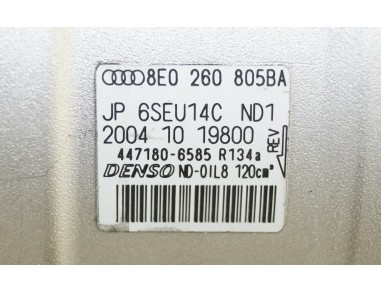 8E0 260 805BA
JP 6SEU14C ND1
2004 10 19800
REV
447180-6585 R134a
DENSO ND-OIL8 120cm³